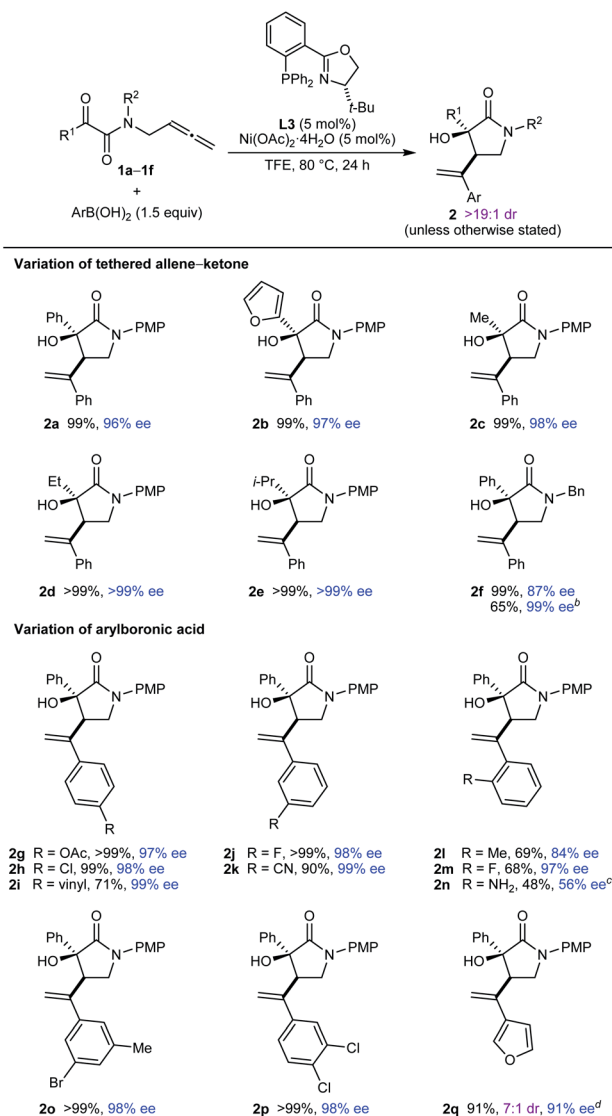 O
N
PPh2
t-Bu
L3 (5 mol%)
Ni(OAc)2·4H2O (5 mol%)
TFE, 80 °C, 24 h
O
R1
O
N
R2
1a–1f
+
ArB(OH)2 (1.5 equiv)
R1
O
HO
N
R2
Ar
2 >19:1 dr
(unless otherwise stated)
Variation of tethered allene–ketone
Ph
O
HO
N
PMP
Ph
2a 99%, 96% ee
O
O
HO
N
PMP
Ph
2b 99%, 97% ee
Me
O
HO
N
PMP
Ph
2c 99%, 98% ee
Et
O
HO
N
PMP
Ph
2d >99%, >99% ee
i-Pr
O
HO
N
PMP
Ph
2e >99%, >99% ee
Ph
O
HO
N
Bn
Ph
2f 99%, 87% ee
65%, 99% eeb
Variation of arylboronic acid
Ph
O
HO
N
PMP
R
2g R = OAc, >99%, 97% ee
2h R = Cl, 99%, 98% ee
2i R = vinyl, 71%, 99% ee
Ph
O
HO
N
PMP
R
2j R = F, >99%, 98% ee
2k R = CN, 90%, 99% ee
Ph
O
HO
N
PMP
R
2l R = Me, 69%, 84% ee
2m R = F, 68%, 97% ee
2n R = NH2, 48%, 56% eec
Ph
O
HO
N
PMP
Me
Br
2o >99%, 98% ee
Ph
O
HO
N
PMP
Cl
Cl
2p >99%, 98% ee
Ph
O
HO
N
PMP
O
2q 91%, 7:1 dr, 91% eed